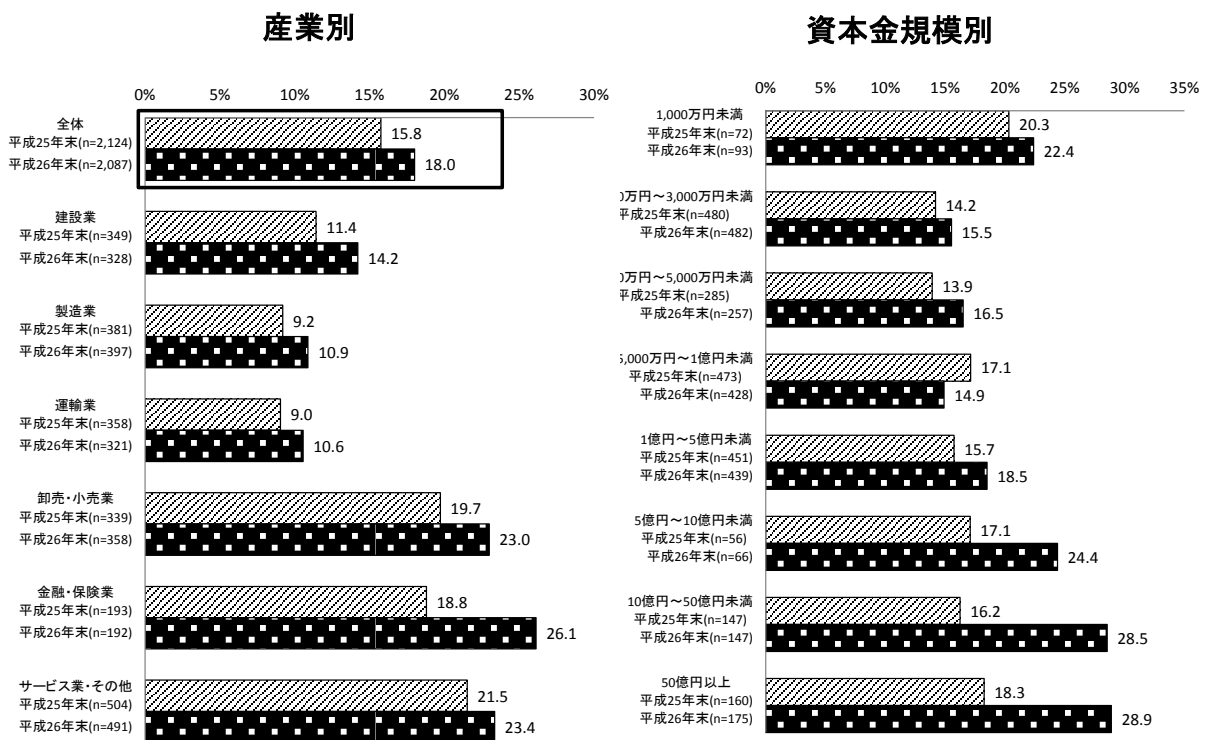 産業別
0% 5% 10% 15% 20% 25% 30%
全体
平成25年末(n=2,124)
平成26年末(n=2,087)
15.8
18.0
建設業
平成25年末(n=349)
平成26年末(n=328)
11.4
14.2
製造業
平成25年末(n=381)
平成26年末(n=397)
9.2
10.9
運輸業
平成25年末(n=358)
平成26年末(n=321)
9.0
10.6
卸売・小売業
平成25年末(n=339)
平成26年末(n=358)
19.7
23.0
金融・保険業
平成25年末(n=193)
平成26年末(n=192)
18.8
26.1
サービス業・その他
平成25年末(n=504)
平成26年末(n=491)
21.5
23.4
資本金規模別
0% 5% 10% 15% 20% 25% 30% 35%
1,000万円未満
平成25年末(n=72)
平成26年末(n=93)
20.3
22.4
0万円～3,000万円未満
平成25年末(n=480)
平成26年末(n=482)
14.2
15.5
0万円～5,000万円未満
平成25年末(n=285)
平成26年末(n=257)
13.9
16.5
5,000万円～1億円未満
平成25年末(n=473)
平成26年末(n=428)
17.1
14.9
1億円～5億円未満
平成25年末(n=451)
平成26年末(n=439)
15.7
18.5
5億円～10億円未満
平成25年末(n=56)
平成26年末(n=66)
17.1
24.4
10億円～50億円未満
平成25年末(n=147)
平成26年末(n=147)
16.2
28.5
50億円以上
平成25年末(n=160)
平成26年末(n=175)
18.3
28.9